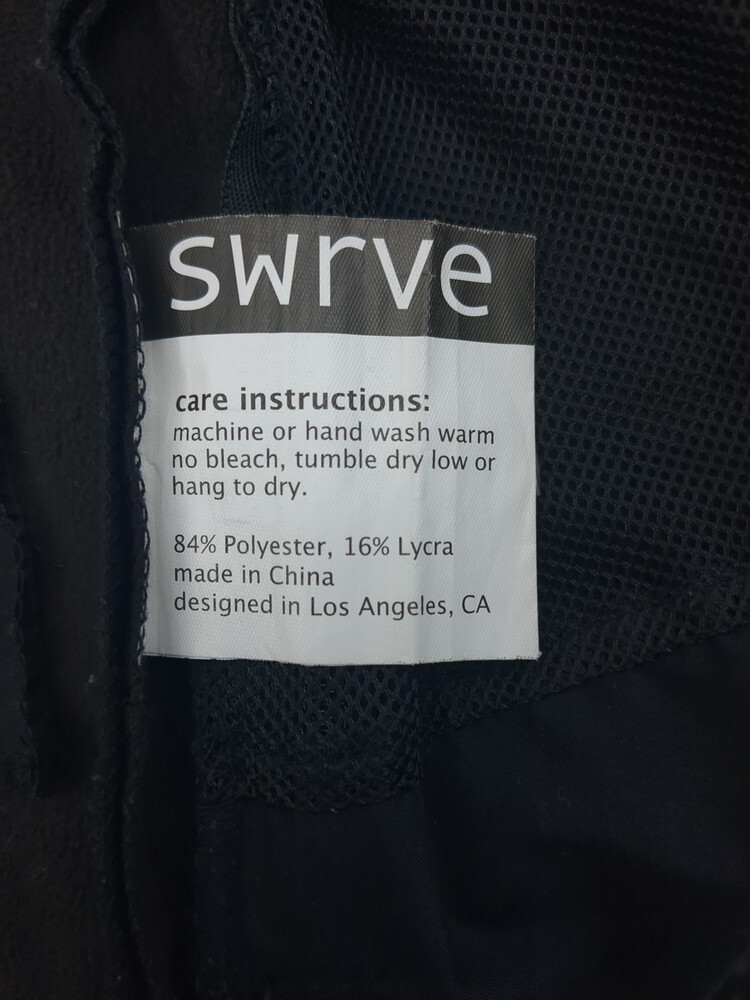 swrve
care instructions:
machine or hand wash warm
no bleach, tumble dry low or
hang to dry.
84% Polyester, 16% Lycra
made in China
designed in Los Angeles, CA